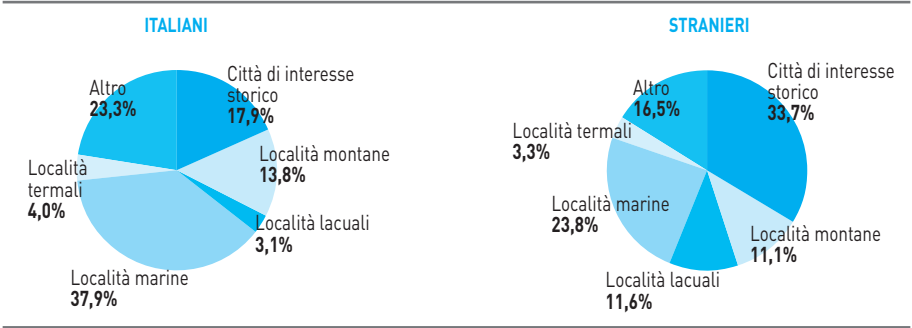 ITALIANI
Città di interesse
storico
17,9%
Località montane
13,8%
Località lacuali
3,1%
Località marine
37,9%
Località
termali
4,0%
Altro
23,3%
STRANIERI
Città di interesse
storico
33,7%
Località montane
11,1%
Località lacuali
11,6%
Località marine
23,8%
Località termali
3,3%
Altro
16,5%